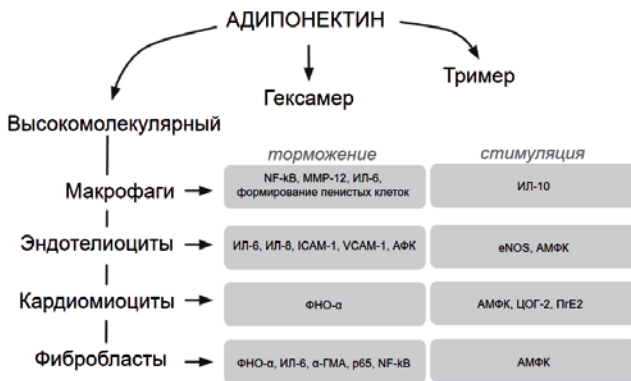 АДИПОНЕКТИН
Тример
Гексамер
Высокомолекулярный
торможение
стимуляция
Макрофаги
NF-kB, MMP-12, ИЛ-6,
формирование пенистых клеток
ИЛ-10
Эндотелиоциты
ИЛ-6, ИЛ-8, ICAM-1, VCAM-1, АФК
eNOS, АМФК
Кардиомиоциты
ФНО-α
АМФК, ЦОГ-2, ПгЕ2
Фибробласты
ФНО-α, ИЛ-6, α-ГМА, p65, NF-kB
АМФК